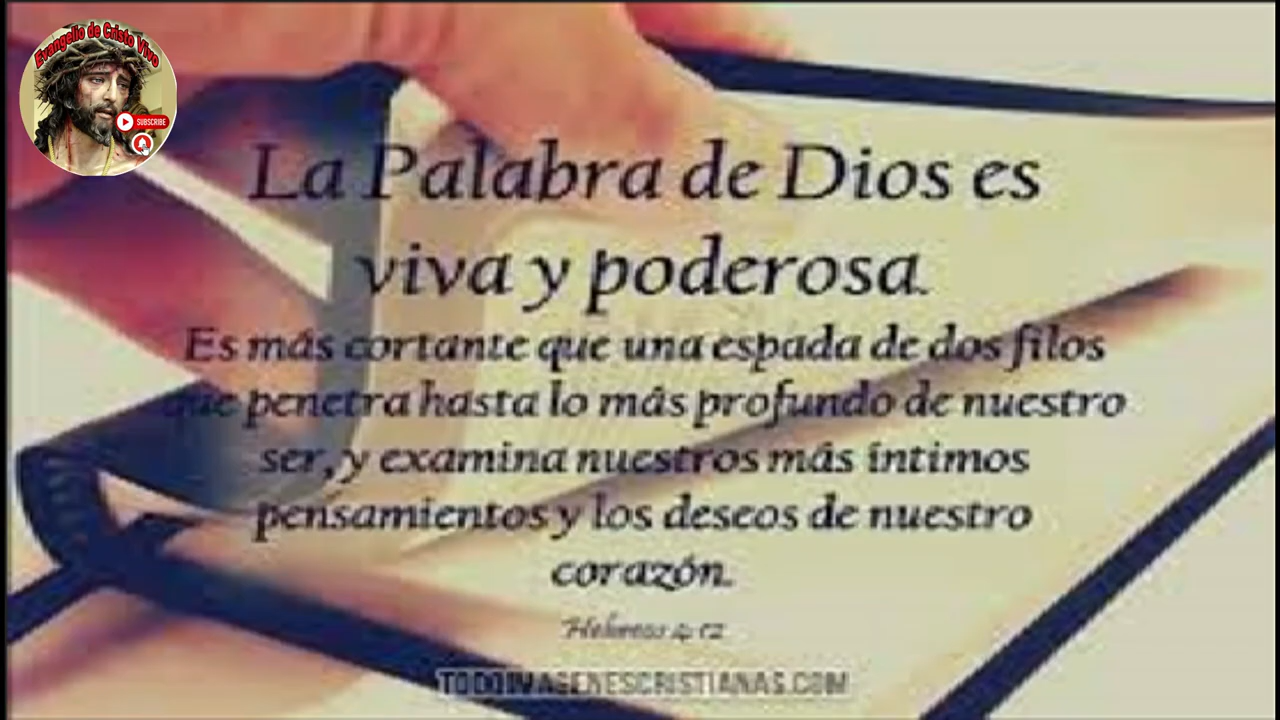 Evangelio de Cristo Vivo
SUBSCRIBE
La Palabra de Dios es
viva y poderosa.
Es más cortante que una espada de dos filos
que penetra hasta lo más profundo de nuestro
ser, y examina nuestros más íntimos
pensamientos y los deseos de nuestro
corazón.
Hebreos 4:12
TODOIMAGENESCRISTIANAS.COM